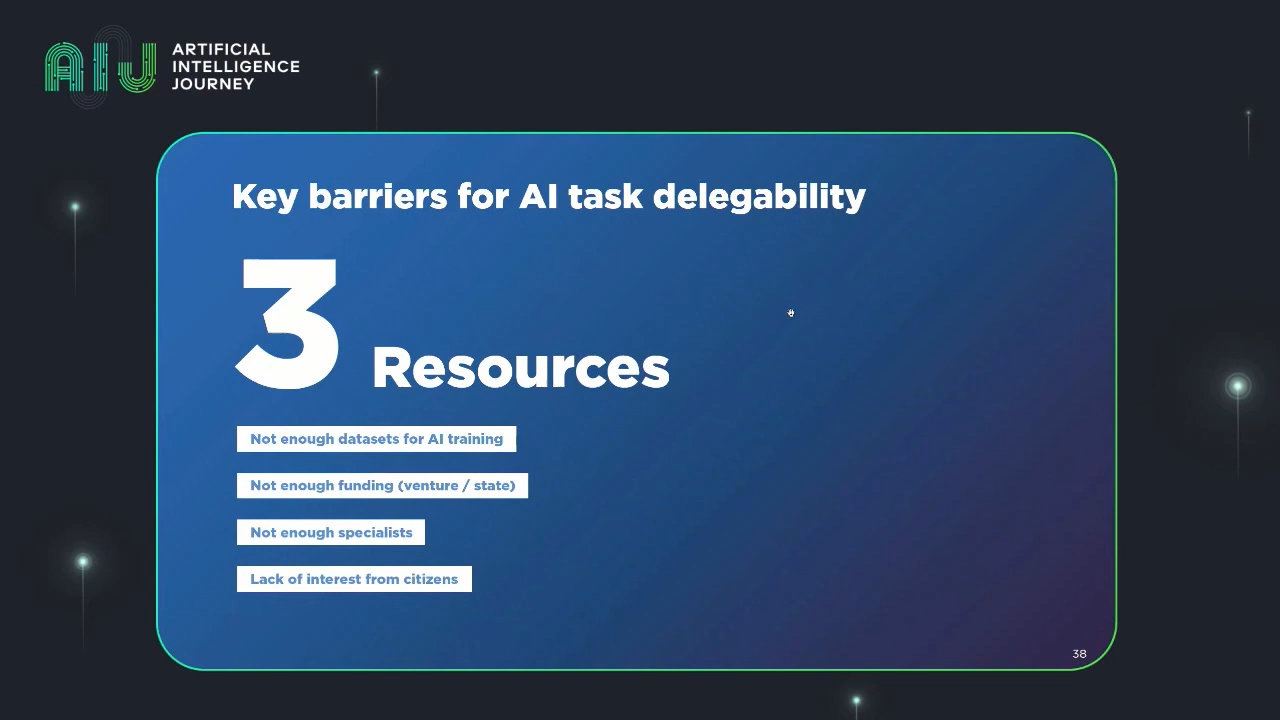 AIJ
ARTIFICIAL
INTELLIGENCE
JOURNEY
Key barriers for AI task delegability
3 Resources
Not enough datasets for AI training
Not enough funding (venture / state)
Not enough specialists
Lack of interest from citizens
38